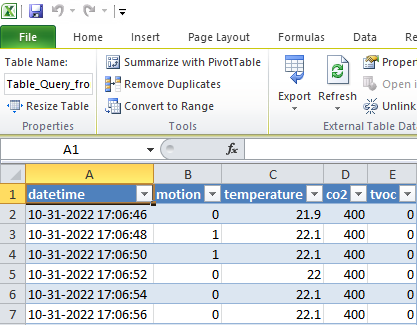 File Home Insert Page Layout Formulas Data Re
Table Name: Summarize with PivotTable Proper
Table_Query_fro Remove Duplicates Export Refresh Open i
Resize Table Convert to Range Unlink
Properties Tools External Table Data
A1 fx
A B C D E
1 datetime motion temperature co2 tvoc
2 10-31-2022 17:06:46 0 21.9 400 0
3 10-31-2022 17:06:48 1 22.1 400 0
4 10-31-2022 17:06:50 1 22.1 400 0
5 10-31-2022 17:06:52 0 22 400 0
6 10-31-2022 17:06:54 0 22.1 400 0
7 10-31-2022 17:06:56 0 22.1 400 0